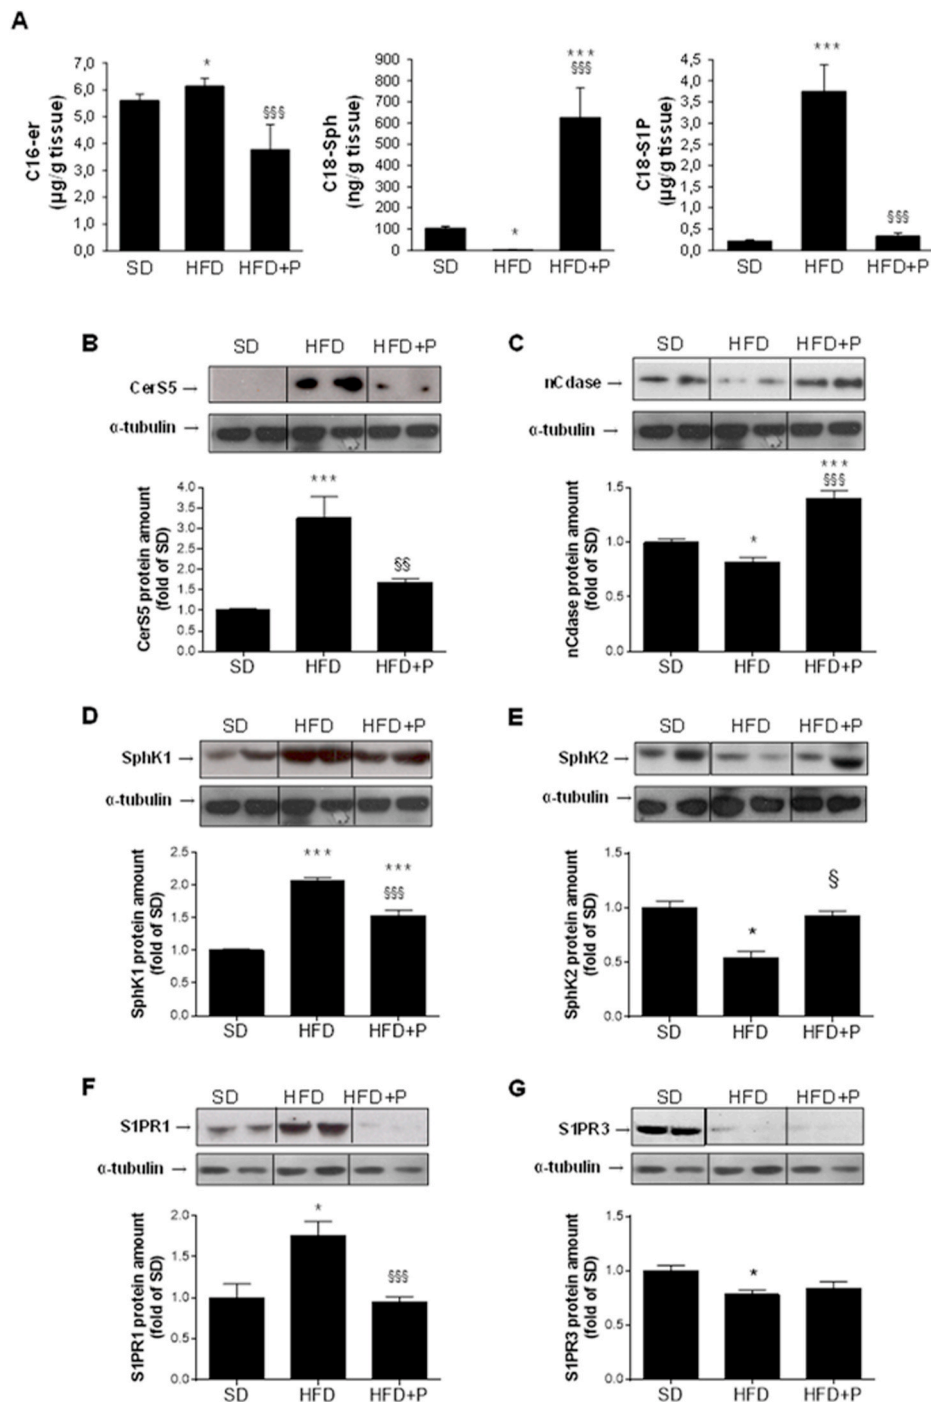 A
C16-er
(µg/g tissue)
7,0
6,0
5,0
4,0
3,0
2,0
1,0
0,0
*
§§§
SD HFD HFD+P
C18-Sph
(ng/g tissue)
900
800
700
600
500
400
300
200
100
0
*
***
§§§
SD HFD HFD+P
C18-S1P
(µg/g tissue)
4,5
4,0
3,5
3,0
2,5
2,0
1,5
1,0
0,5
0,0
***
§§§
SD HFD HFD+P
B
SD HFD HFD+P
CerS5 →
α-tubulin →
CerS5 protein amount
(fold of SD)
4.0
3.5
3.0
2.5
2.0
1.5
1.0
0.5
0.0
***
§§
SD HFD HFD+P
C
SD HFD HFD+P
nCdase →
α-tubulin →
nCdase protein amount
(fold of SD)
1.5
1.0
0.5
0.0
*
***
§§§
SD HFD HFD+P
D
SD HFD HFD+P
SphK1 →
α-tubulin →
SphK1 protein amount
(fold of SD)
2.5
2.0
1.5
1.0
0.5
0.0
***
***
§§§
SD HFD HFD+P
E
SD HFD HFD+P
SphK2 →
α-tubulin →
SphK2 protein amount
(fold of SD)
1.5
1.0
0.5
0.0
*
§
SD HFD HFD+P
F
SD HFD HFD+P
S1PR1 →
α-tubulin →
S1PR1 protein amount
(fold of SD)
2.0
1.5
1.0
0.5
0.0
*
§§§
SD HFD HFD+P
G
SD HFD HFD+P
S1PR3 →
α-tubulin →
S1PR3 protein amount
(fold of SD)
1.5
1.0
0.5
0.0
*
SD HFD HFD+P